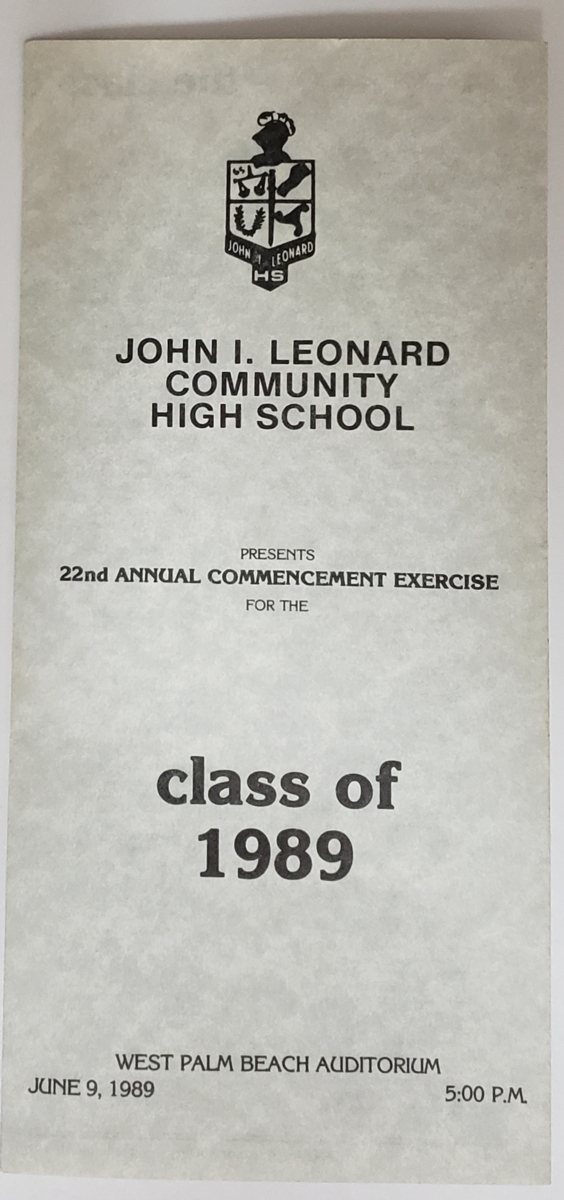 JOHN I. LEONARD
HS
JOHN I. LEONARD
COMMUNITY
HIGH SCHOOL
PRESENTS
22nd ANNUAL COMMENCEMENT EXERCISE
FOR THE
class of
1989
WEST PALM BEACH AUDITORIUM
JUNE 9, 1989 5:00 P.M.